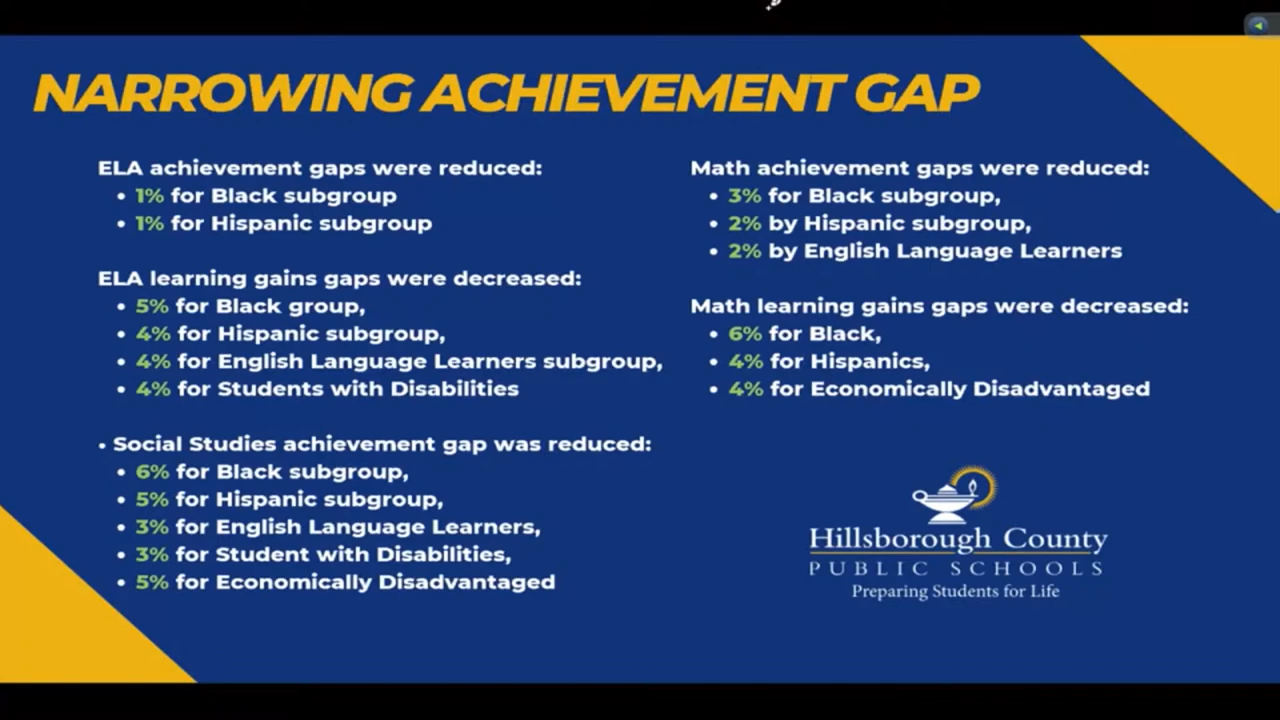 NARROWING ACHIEVEMENT GAP
ELA achievement gaps were reduced:
• 1% for Black subgroup
• 1% for Hispanic subgroup
ELA learning gains gaps were decreased:
• 5% for Black group,
• 4% for Hispanic subgroup,
• 4% for English Language Learners subgroup,
• 4% for Students with Disabilities
• Social Studies achievement gap was reduced:
• 6% for Black subgroup,
• 5% for Hispanic subgroup,
• 3% for English Language Learners,
• 3% for Student with Disabilities,
• 5% for Economically Disadvantaged
Math achievement gaps were reduced:
• 3% for Black subgroup,
• 2% by Hispanic subgroup,
• 2% by English Language Learners
Math learning gains gaps were decreased:
• 6% for Black,
• 4% for Hispanics,
• 4% for Economically Disadvantaged
Hillsborough County
PUBLIC SCHOOLS
Preparing Students for Life